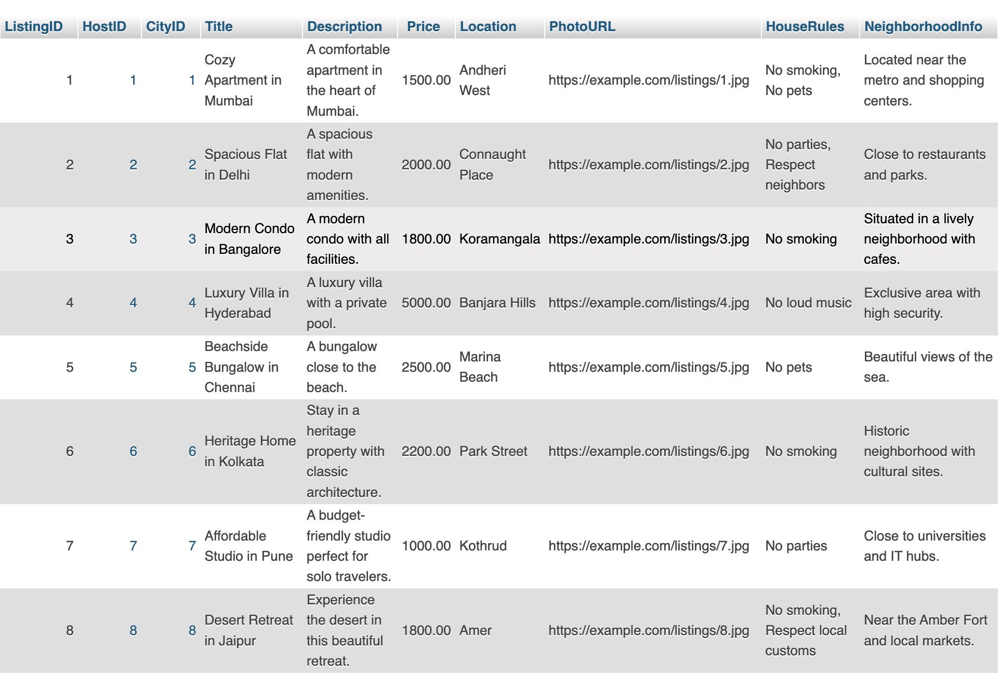 ListingID HostID CityID Title Description Price Location PhotoURL HouseRules NeighborhoodInfo
1 1 1 Cozy Apartment in Mumbai A comfortable apartment in the heart of Mumbai. 1500.00 Andheri West https://example.com/listings/1.jpg No smoking, No pets Located near the metro and shopping centers.
2 2 2 Spacious Flat in Delhi A spacious flat with modern amenities. 2000.00 Connaught Place https://example.com/listings/2.jpg No parties, Respect neighbors Close to restaurants and parks.
3 3 3 Modern Condo in Bangalore A modern condo with all facilities. 1800.00 Koramangala https://example.com/listings/3.jpg No smoking Situated in a lively neighborhood with cafes.
4 4 4 Luxury Villa in Hyderabad A luxury villa with a private pool. 5000.00 Banjara Hills https://example.com/listings/4.jpg No loud music Exclusive area with high security.
5 5 5 Beachside Bungalow in Chennai A bungalow close to the beach. 2500.00 Marina Beach https://example.com/listings/5.jpg No pets Beautiful views of the sea.
6 6 6 Heritage Home in Kolkata Stay in a heritage property with classic architecture. 2200.00 Park Street https://example.com/listings/6.jpg No smoking Historic neighborhood with cultural sites.
7 7 7 Affordable Studio in Pune A budget-friendly studio perfect for solo travelers. 1000.00 Kothrud https://example.com/listings/7.jpg No parties Close to universities and IT hubs.
8 8 8 Desert Retreat in Jaipur Experience the desert in this beautiful retreat. 1800.00 Amer https://example.com/listings/8.jpg No smoking, Respect local customs Near the Amber Fort and local markets.